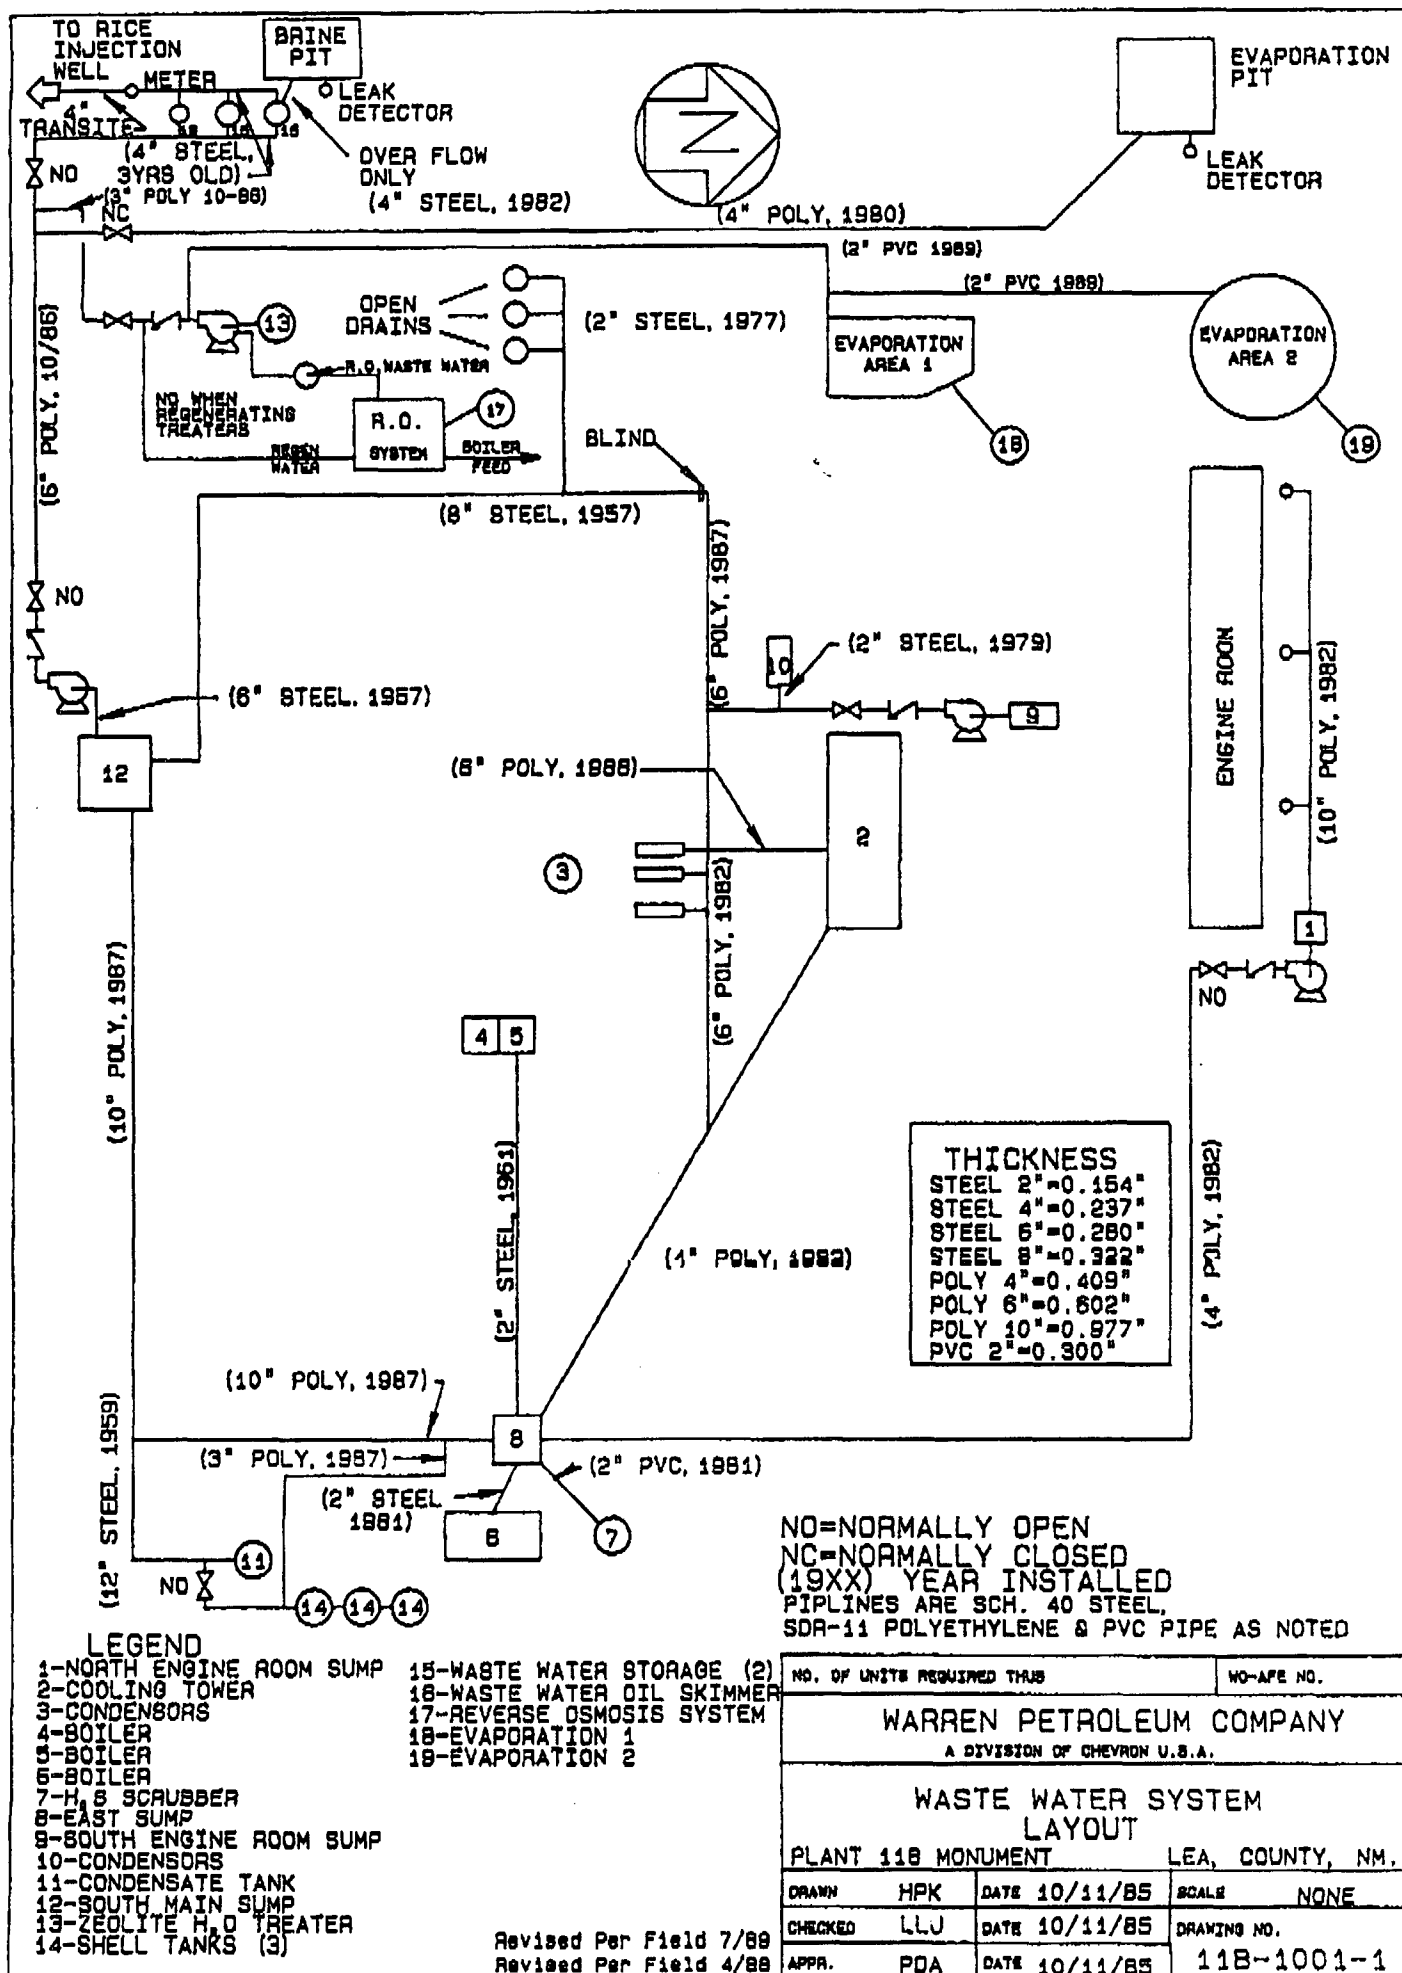 TO RICE
INJECTION
WELL
METER
BRINE
PIT
LEAK
DETECTOR
4"
TRANSITE
15
16
(4" STEEL,
3YRS OLD)
OVER FLOW
ONLY
(4" STEEL, 1982)
NO
(3" POLY 10-86)
NC
N
(4" POLY, 1980)
EVAPORATION
PIT
LEAK
DETECTOR
(2" PVC 1989)
(2" PVC 1989)
(6" POLY, 10/86)
13
OPEN
DRAINS
(2" STEEL, 1977)
R.O. WASTE WATER
NO WHEN
REGENERATING
TREATERS
R.O.
SYSTEM
17
REGEN
WATER
BOILER
FEED
EVAPORATION
AREA 1
EVAPORATION
AREA 2
18
19
BLIND
(8" STEEL, 1957)
(6" POLY, 1987)
NO
(6" STEEL, 1957)
12
10
(2" STEEL, 1979)
9
ENGINE ROOM
(10" POLY, 1982)
(6" POLY, 1988)
2
3
(6" POLY, 1982)
1
NO
(10" POLY, 1987)
4
5
(2" STEEL, 1961)
THICKNESS
STEEL 2"=0.154"
STEEL 4"=0.237"
STEEL 6"=0.280"
STEEL 8"=0.322"
POLY 4"=0.409"
POLY 6"=0.602"
POLY 10"=0.977"
PVC 2"=0.300"
POLY, 1982)
(4" POLY, 1982)
(10" POLY, 1987)
(12" STEEL, 1959)
8
(3" POLY, 1987)
(2" PVC, 1981)
(2" STEEL
1981)
6
7
11
NO
14
14
14
NO=NORMALLY OPEN
NC=NORMALLY CLOSED
(19XX) YEAR INSTALLED
PIPLINES ARE SCH. 40 STEEL,
SDR-11 POLYETHYLENE & PVC PIPE AS NOTED
LEGEND
1-NORTH ENGINE ROOM SUMP
2-COOLING TOWER
3-CONDENSORS
4-BOILER
5-BOILER
6-BOILER
7-H₂S SCRUBBER
8-EAST SUMP
9-SOUTH ENGINE ROOM SUMP
10-CONDENSORS
11-CONDENSATE TANK
12-SOUTH MAIN SUMP
13-ZEOLITE H₂O TREATER
14-SHELL TANKS (3)
15-WASTE WATER STORAGE (2)
16-WASTE WATER OIL SKIMMER
17-REVERSE OSMOSIS SYSTEM
18-EVAPORATION 1
19-EVAPORATION 2
Revised Per Field 7/89
Revised Per Field 4/88
NO. OF UNITS REQUIRED THUS
WO-AFE NO.
WARREN PETROLEUM COMPANY
A DIVISION OF CHEVRON U.S.A.
WASTE WATER SYSTEM
LAYOUT
PLANT 118 MONUMENT LEA, COUNTY, NM.
DRAWN HPK DATE 10/11/85 SCALE NONE
CHECKED LLJ DATE 10/11/85 DRAWING NO.
APPR. PDA DATE 10/11/85 118-1001-1